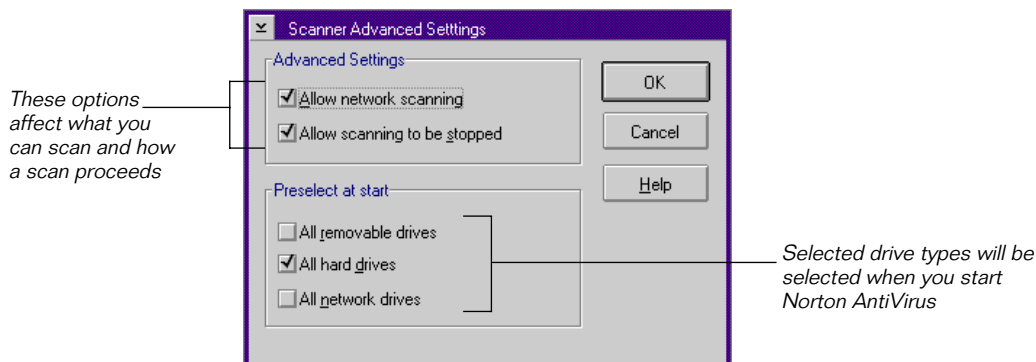 Scanner Advanced Setttings
Advanced Settings
Allow network scanning
Allow scanning to be stopped
OK
Cancel
Help
These options
affect what you
can scan and how
a scan proceeds
Preselect at start
All removable drives
All hard drives
All network drives
Selected drive types will be
selected when you start
Norton AntiVirus